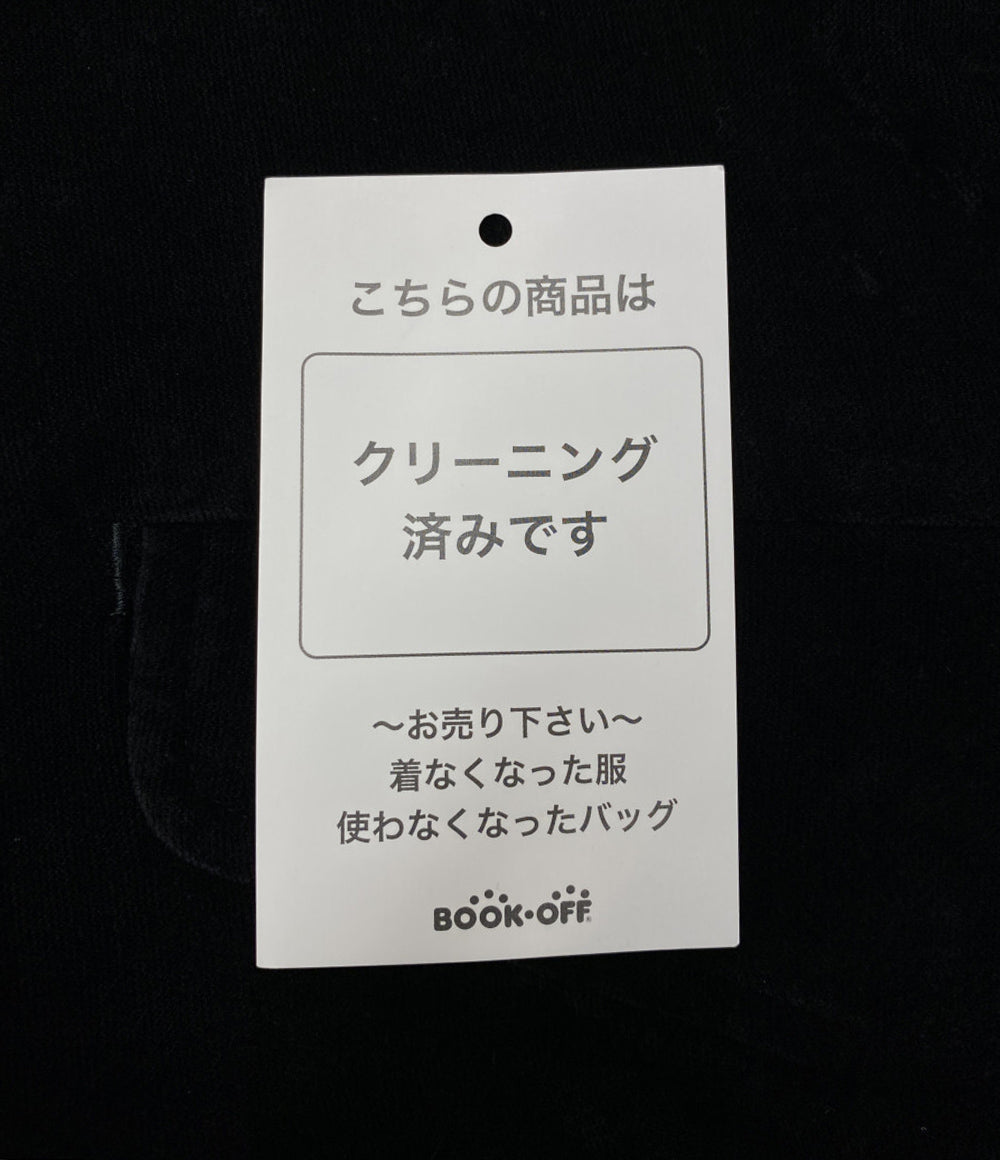 こちらの商品は
クリーニング
済みです
～お売り下さい～
着なくなった服
使わなくなったバッグ
BOOK・OFF®